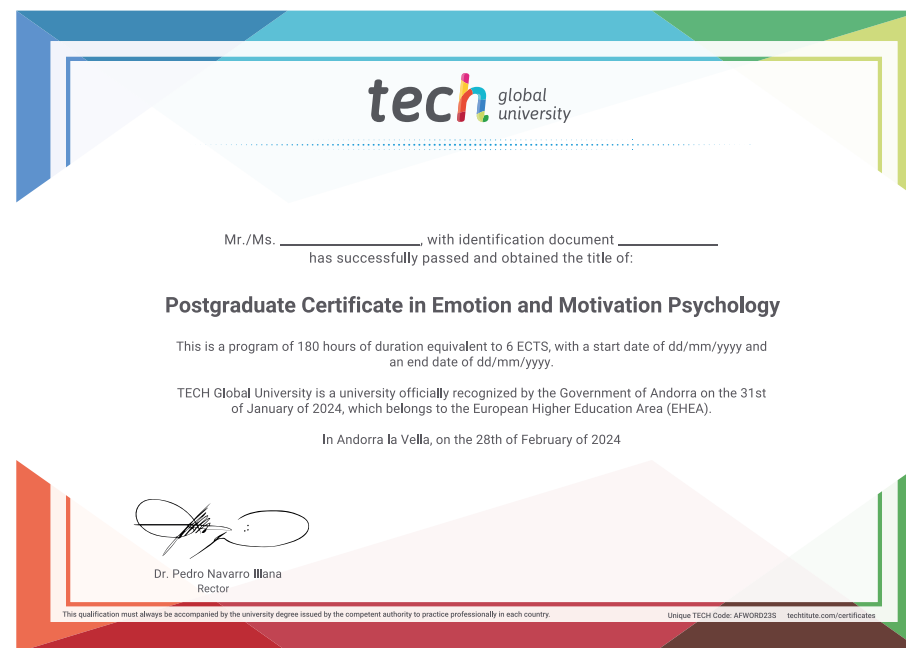 tech global university
Mr./Ms. ____________________, with identification document ______________
has successfully passed and obtained the title of:
Postgraduate Certificate in Emotion and Motivation Psychology
This is a program of 180 hours of duration equivalent to 6 ECTS, with a start date of dd/mm/yyyy and
an end date of dd/mm/yyyy.
TECH Global University is a university officially recognized by the Government of Andorra on the 31st
of January of 2024, which belongs to the European Higher Education Area (EHEA).
In Andorra la Vella, on the 28th of February of 2024
Dr. Pedro Navarro Illana
Rector
This qualification must always be accompanied by the university degree issued by the competent authority to practice professionally in each country.
Unique TECH Code: AFWORD23S techtitute.com/certificates